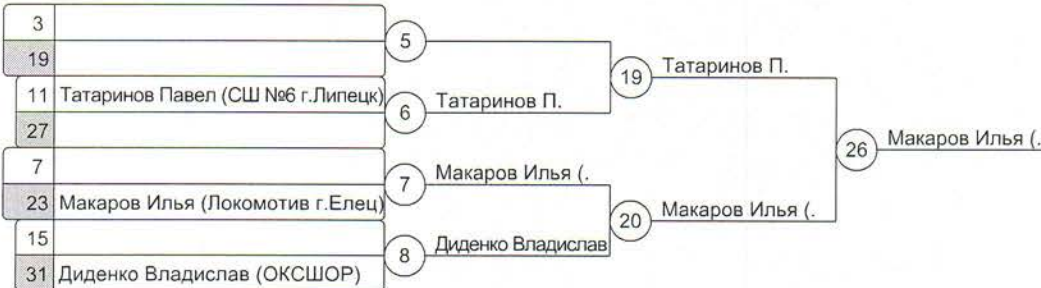 3
5
19
19
Татаринов П.
11 Татаринов Павел (СШ №6 г.Липецк)
6
Татаринов П.
27
26
Макаров Илья (.
7
7
Макаров Илья (.
23 Макаров Илья (Локомотив г.Елец)
20
Макаров Илья (.
15
8
Диденко Владислав
31 Диденко Владислав (ОКСШОР)